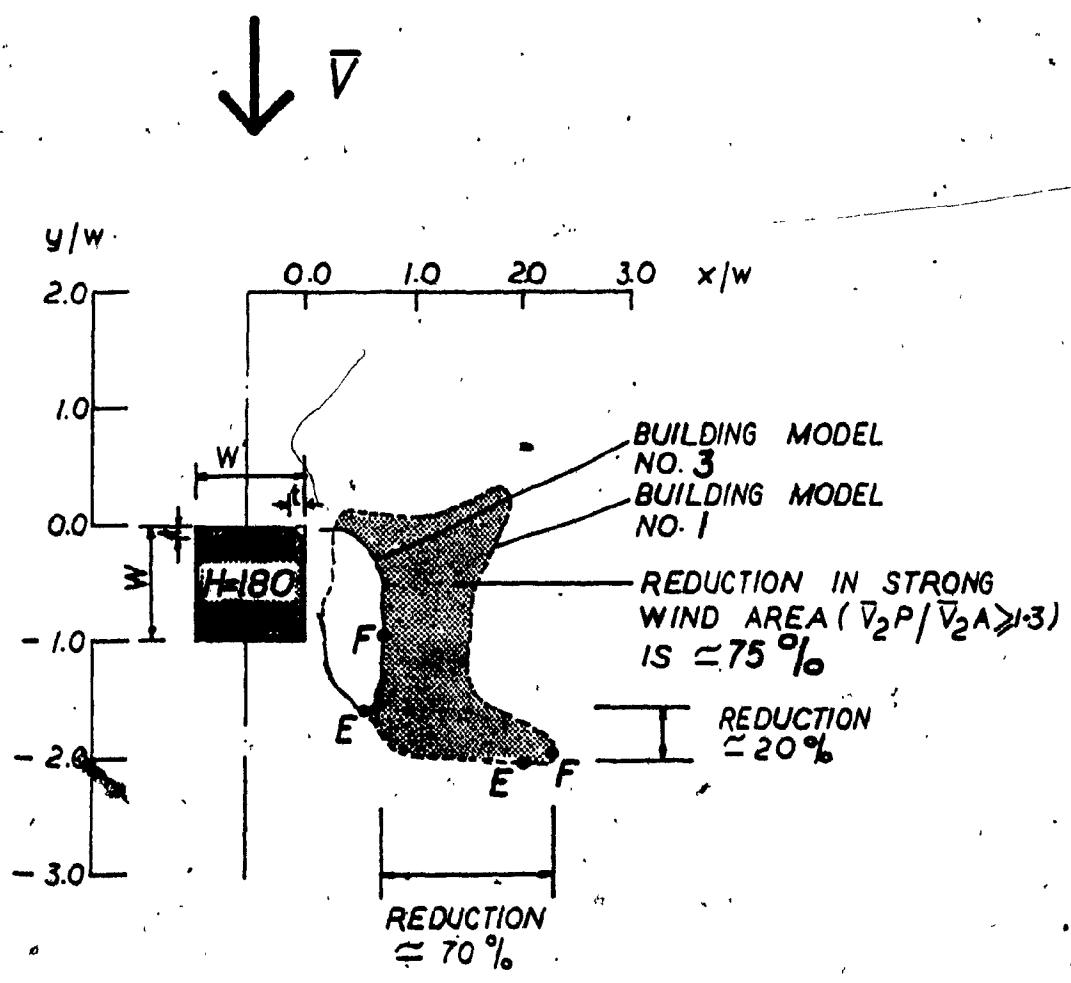 V̅
y/w
0.0 1.0 2.0 3.0 x/w
2.0
1.0
0.0
- 1.0
- 2.0
- 3.0
W
t
t
W
H=180
BUILDING MODEL
NO. 3
BUILDING MODEL
NO. 1
REDUCTION IN STRONG
WIND AREA ( V̅2P / V̅2A ⩾1.3)
IS ≃75 %
F
E
E F
REDUCTION
≃20%
REDUCTION
≃ 70 %